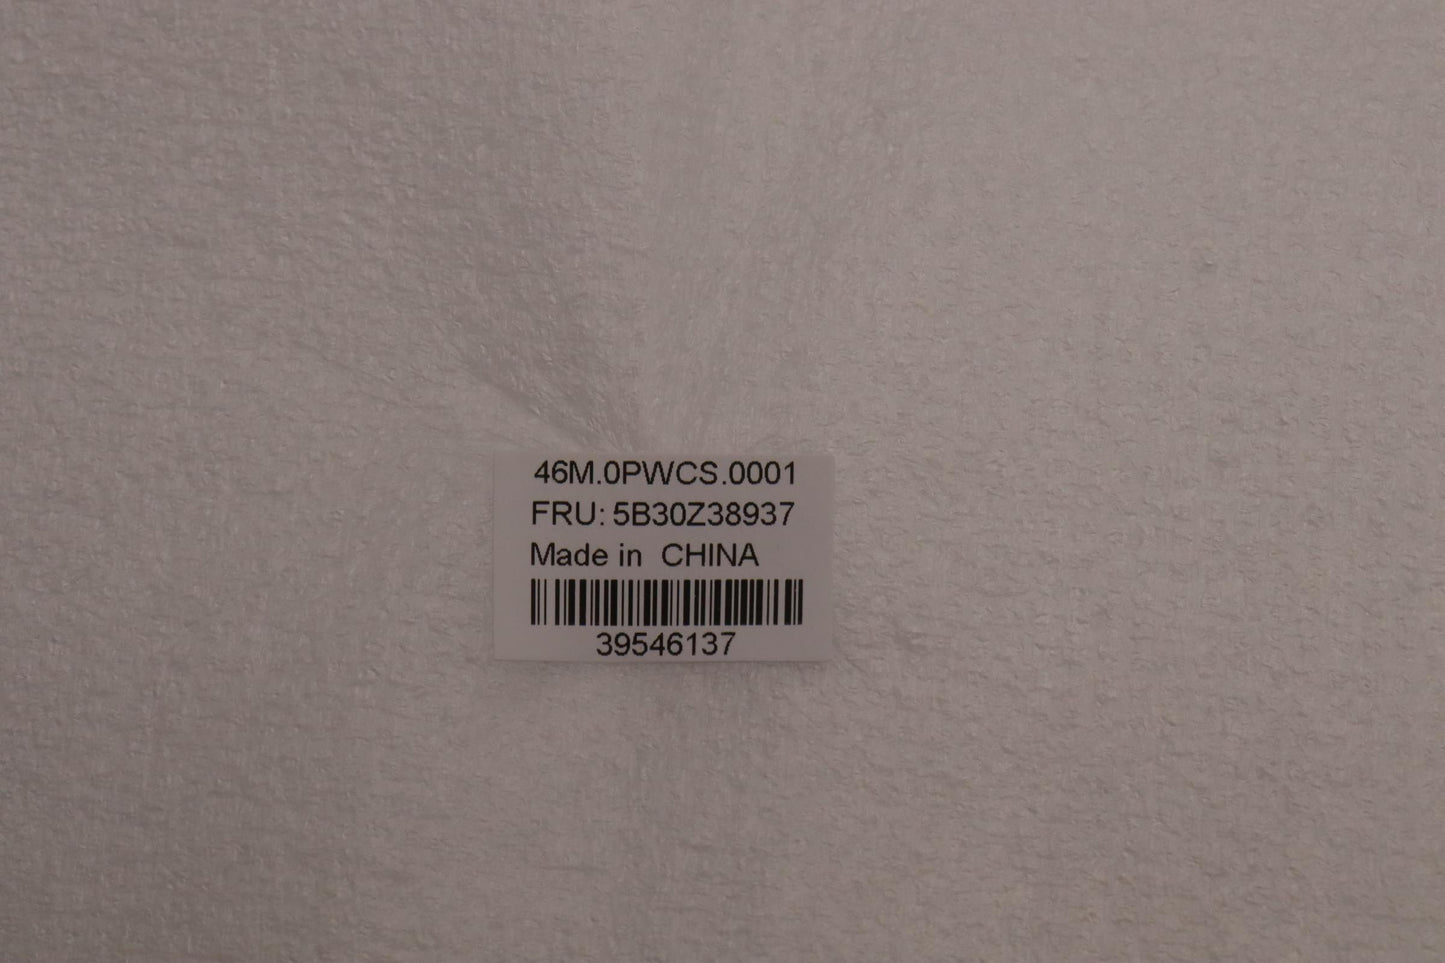 46M.0PWCS.0001
FRU: 5B30Z38937
Made in CHINA
39546137